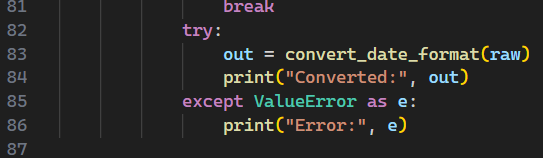 81 break
82 try:
83 out = convert_date_format(raw)
84 print("Converted:", out)
85 except ValueError as e:
86 print("Error:", e)
87